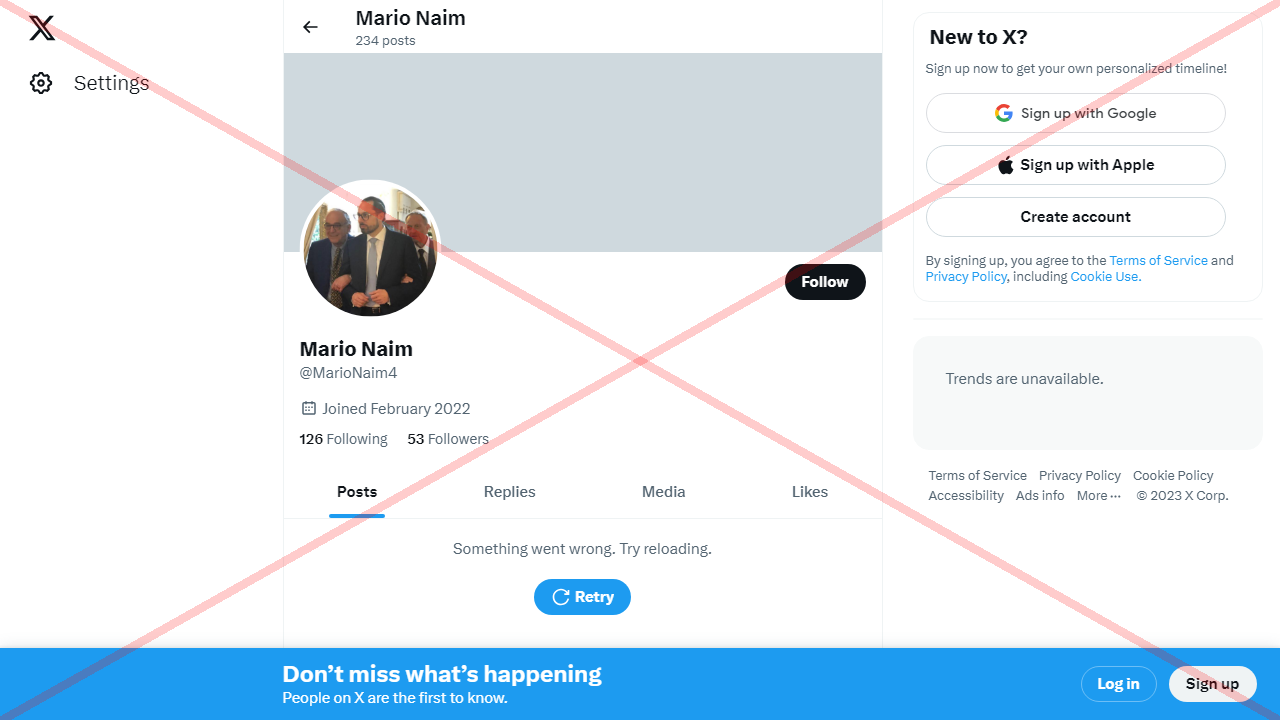 Settings
Mario Naim
234 posts
Follow
Mario Naim
@MarioNaim4
Joined February 2022
126 Following 53 Followers
Posts Replies Media Likes
Something went wrong. Try reloading.
Retry
New to X?
Sign up now to get your own personalized timeline!
Sign up with Google
Sign up with Apple
Create account
By signing up, you agree to the Terms of Service and
Privacy Policy, including Cookie Use.
Trends are unavailable.
Terms of Service Privacy Policy Cookie Policy
Accessibility Ads info More ··· © 2023 X Corp.
Don’t miss what’s happening
People on X are the first to know.
Log in Sign up